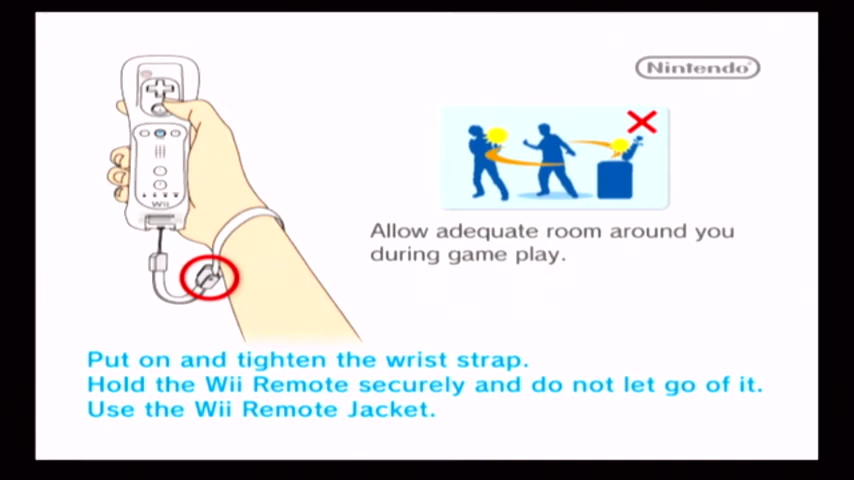 Nintendo
Wii
Allow adequate room around you
during game play.
Put on and tighten the wrist strap.
Hold the Wii Remote securely and do not let go of it.
Use the Wii Remote Jacket.